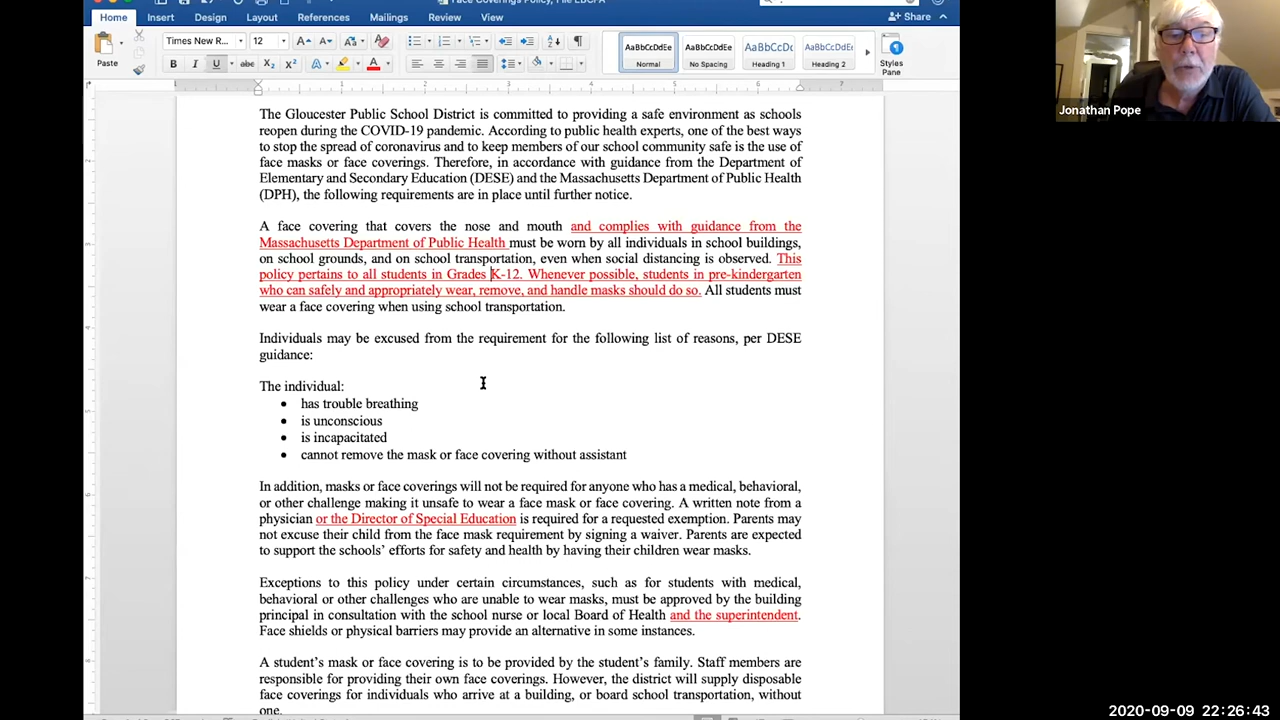 Face Coverings Policy, File EBCFA
Home Insert Design Layout References Mailings Review View Share
Paste
Times New R... 12
AaBbCcDdEe AaBbCcDdEe AaBbCcDc AaBbCcDdEe
Normal No Spacing Heading 1 Heading 2 Styles Pane
2 3 4 5 6 7
The Gloucester Public School District is committed to providing a safe environment as schools
reopen during the COVID-19 pandemic. According to public health experts, one of the best ways
to stop the spread of coronavirus and to keep members of our school community safe is the use of
face masks or face coverings. Therefore, in accordance with guidance from the Department of
Elementary and Secondary Education (DESE) and the Massachusetts Department of Public Health
(DPH), the following requirements are in place until further notice.
A face covering that covers the nose and mouth and complies with guidance from the
Massachusetts Department of Public Health must be worn by all individuals in school buildings,
on school grounds, and on school transportation, even when social distancing is observed. This
policy pertains to all students in Grades K-12. Whenever possible, students in pre-kindergarten
who can safely and appropriately wear, remove, and handle masks should do so. All students must
wear a face covering when using school transportation.
Individuals may be excused from the requirement for the following list of reasons, per DESE
guidance:
The individual:
• has trouble breathing
• is unconscious
• is incapacitated
• cannot remove the mask or face covering without assistant
In addition, masks or face coverings will not be required for anyone who has a medical, behavioral,
or other challenge making it unsafe to wear a face mask or face covering. A written note from a
physician or the Director of Special Education is required for a requested exemption. Parents may
not excuse their child from the face mask requirement by signing a waiver. Parents are expected
to support the schools' efforts for safety and health by having their children wear masks.
Exceptions to this policy under certain circumstances, such as for students with medical,
behavioral or other challenges who are unable to wear masks, must be approved by the building
principal in consultation with the school nurse or local Board of Health and the superintendent.
Face shields or physical barriers may provide an alternative in some instances.
A student's mask or face covering is to be provided by the student's family. Staff members are
responsible for providing their own face coverings. However, the district will supply disposable
face coverings for individuals who arrive at a building, or board school transportation, without
one.
Jonathan Pope
2020-09-09 22:26:43